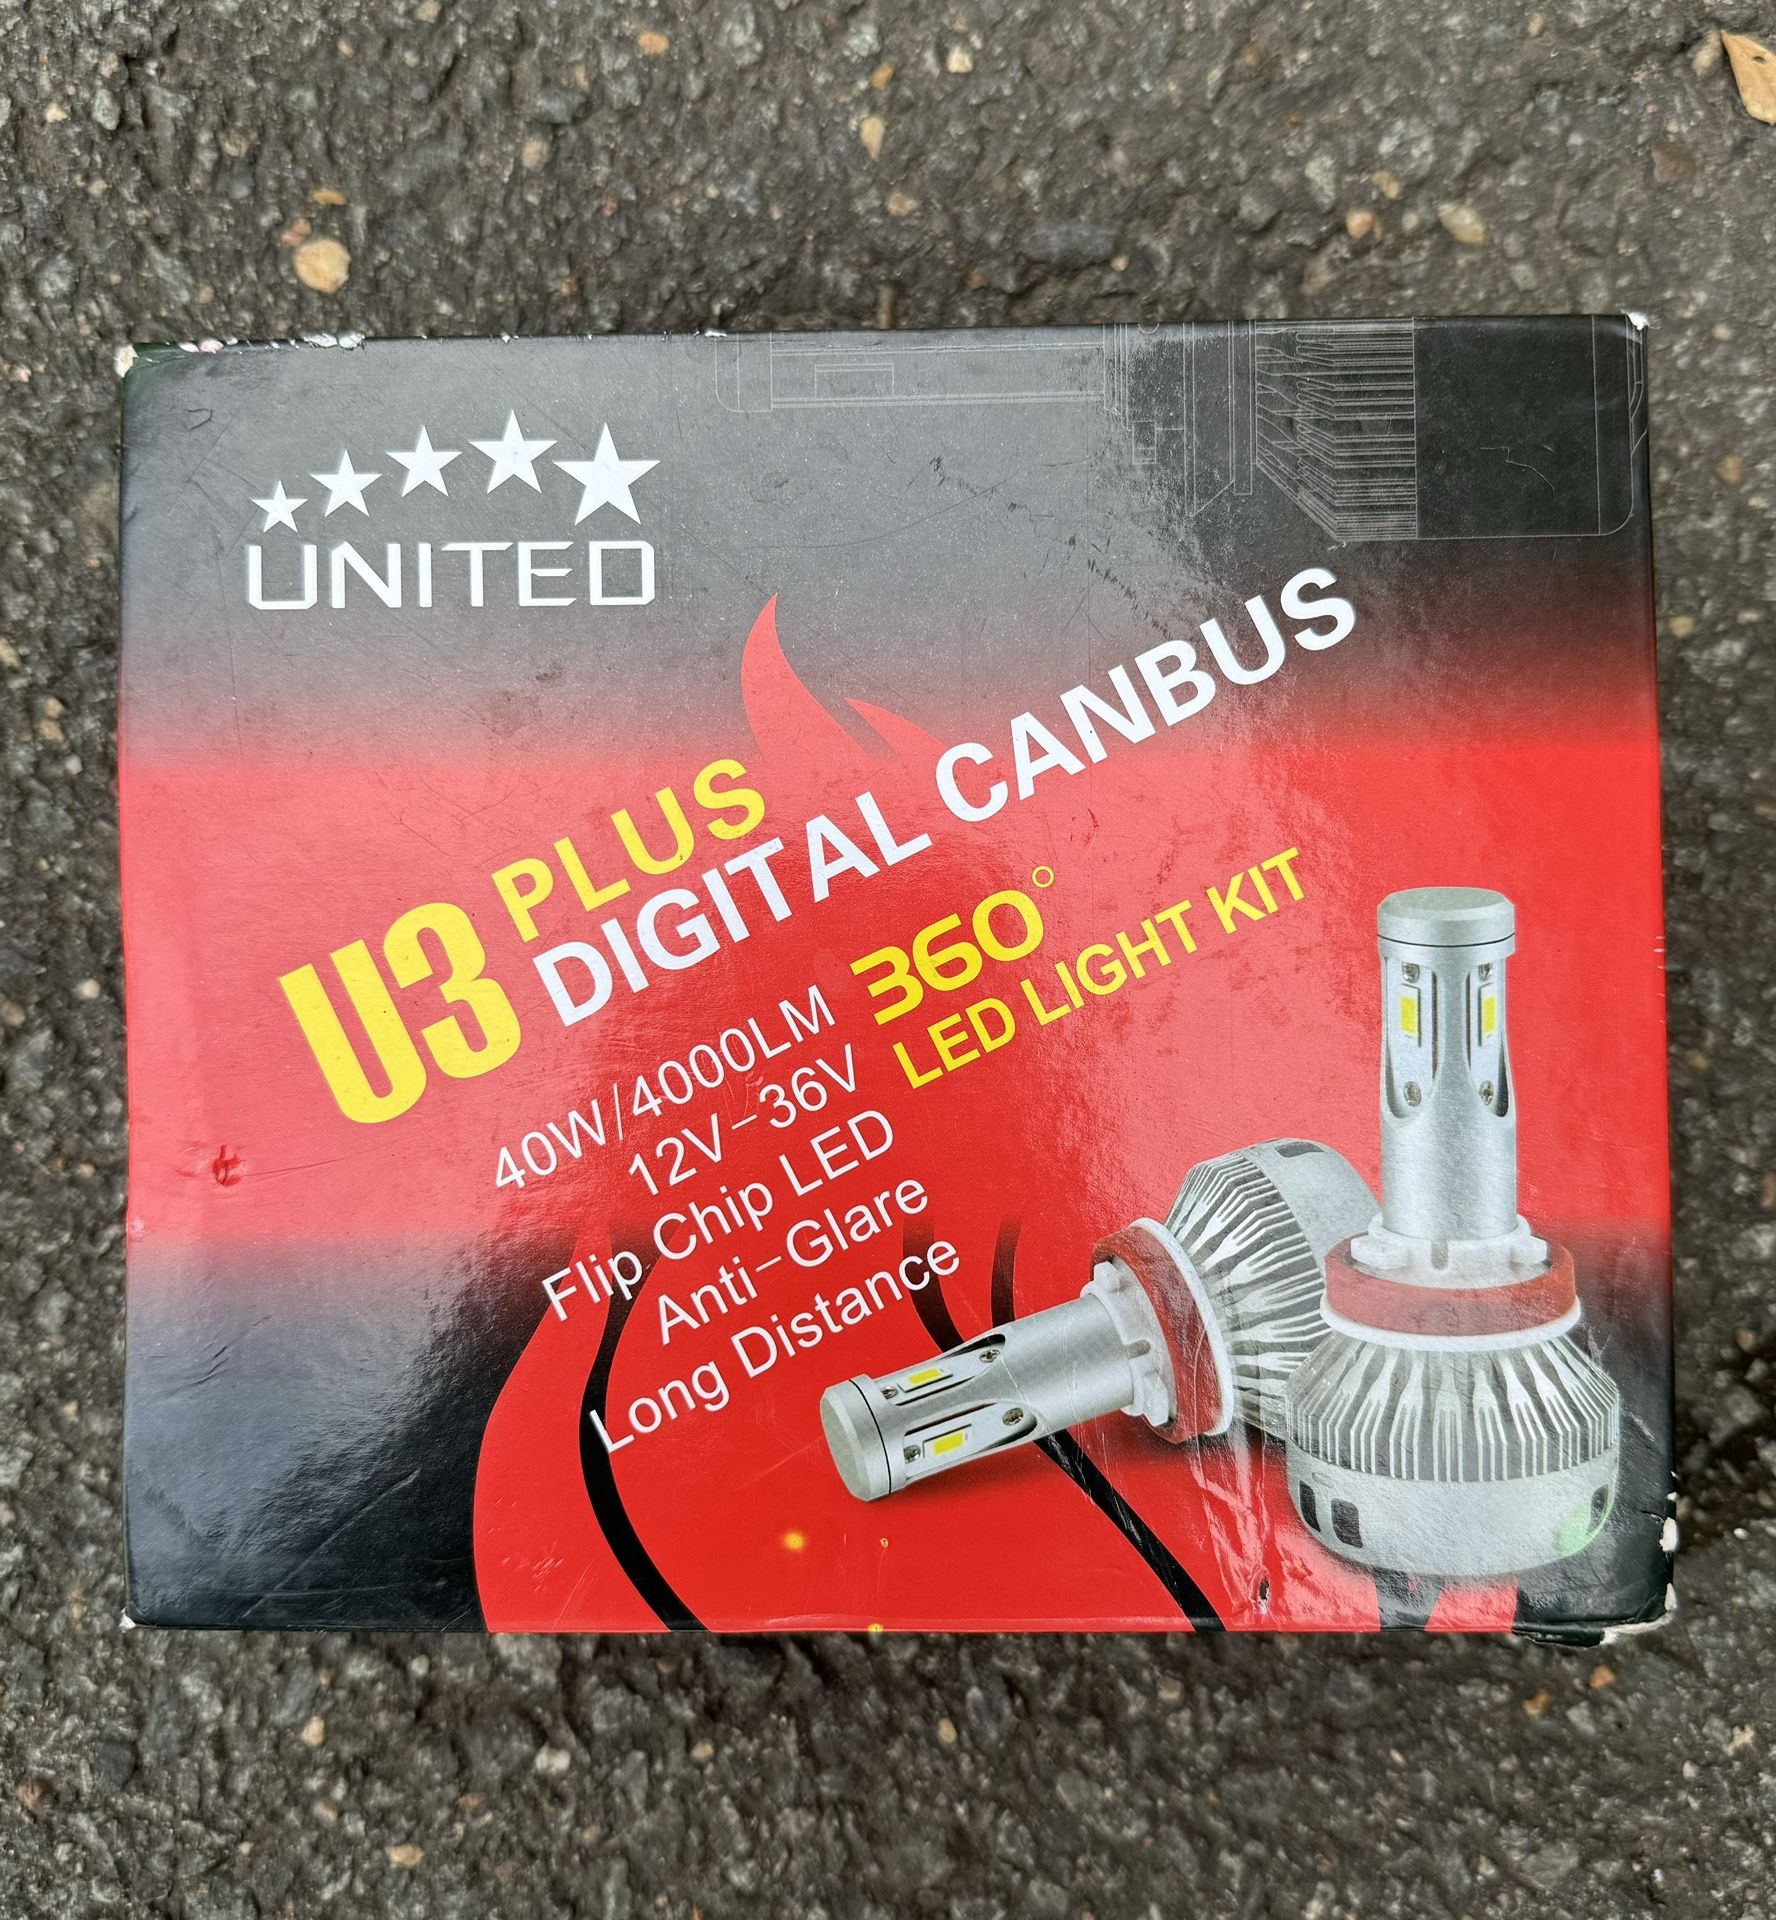 UNITED
U3 PLUS
DIGITAL CANBUS
40W/4000LM
12V-36V
Flip Chip LED
Anti-Glare
Long Distance
360°
LED LIGHT KIT